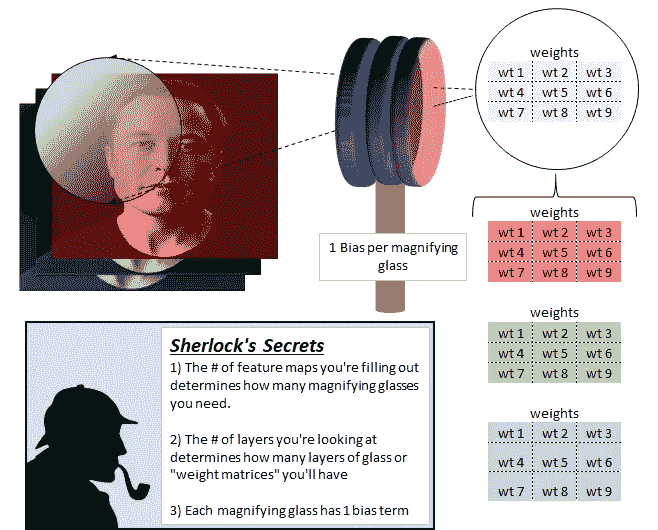 weights
wt 1 wt 2 wt 3
wt 4 wt 5 wt 6
wt 7 wt 8 wt 9
1 Bias per magnifying
glass
weights
wt 1 wt 2 wt 3
wt 4 wt 5 wt 6
wt 7 wt 8 wt 9
weights
wt 1 wt 2 wt 3
wt 4 wt 5 wt 6
wt 7 wt 8 wt 9
weights
wt 1 wt 2 wt 3
wt 4 wt 5 wt 6
wt 7 wt 8 wt 9
Sherlock's Secrets
1) The # of feature maps you're filling out
determines how many magnifying glasses
you need.
2) The # of layers you're looking at
determines how many layers of glass or
"weight matrices" you'll have
3) Each magnifying glass has 1 bias term